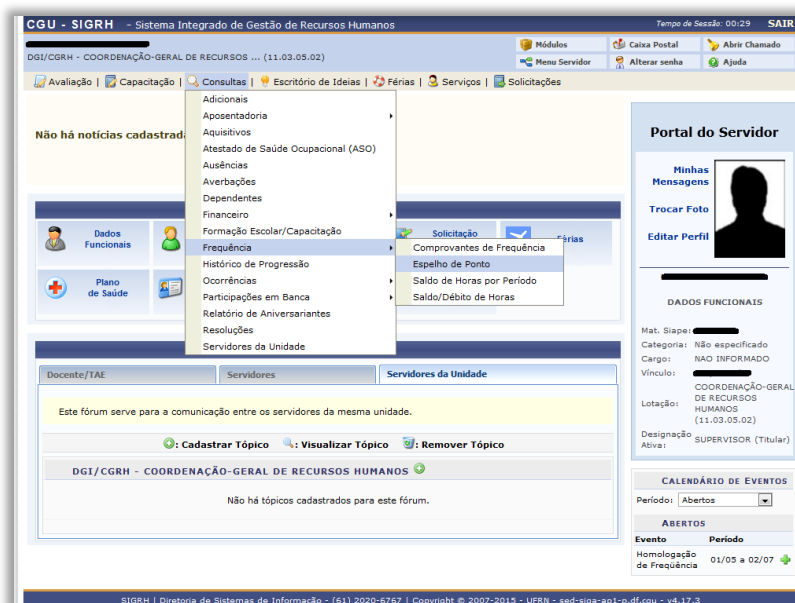 CGU - SIGRH - Sistema Integrado de Gestão de Recursos Humanos
Tempo de Sessão: 00:29 SAIR
DGI/CGRH - COORDENAÇÃO-GERAL DE RECURSOS ... (11.03.05.02)
Módulos
Caixa Postal
Abrir Chamado
Menu Servidor
Alterar senha
Ajuda
Avaliação | Capacitação | Consultas | Escritório de Ideias | Férias | Serviços | Solicitações
Não há notícias
Adicionais
Aposentadoria
Aquisitivos
Atestado de Saúde Ocupacional (ASO)
Ausências
Averbações
Dependentes
Financeiro
Formação Escolar/Capacitação
Frequência
Histórico de Progressão
Ocorrências
Participações em Banca
Relatório de Aniversariantes
Resoluções
Servidores da Unidade
Comprovantes de Frequência
Espelho de Ponto
Saldo de Horas por Período
Saldo/Débito de Horas
Dados
Funcionais
Solicitação
Plano
de Saúde
Docente/TAE
Servidores
Servidores da Unidade
Este fórum serve para a comunicação entre os servidores da mesma unidade.
: Cadastrar Tópico : Visualizar Tópico : Remover Tópico
DGI/CGRH - COORDENAÇÃO-GERAL DE RECURSOS HUMANOS
Não há tópicos cadastrados para este fórum.
Portal do Servidor
Minhas
Mensagens
Trocar Foto
Editar Perfil
DADOS FUNCIONAIS
Mat. Siape:
Categoria: Não especificado
Cargo: NAO INFORMADO
Vínculo:
Lotação: COORDENAÇÃO-GERAL
DE RECURSOS
HUMANOS
(11.03.05.02)
Designação
Ativa: SUPERVISOR (Titular)
CALENDÁRIO DE EVENTOS
Período: Abertos
ABERTOS
Evento Período
Homologação
de Freqüência 01/05 a 02/07
SIGRH | Diretoria de Sistemas de Informação - (61) 2020-6767 | Copyright © 2007-2015 - UFRN - sed-siga-ap1-p.df.cgu - v4.17.3